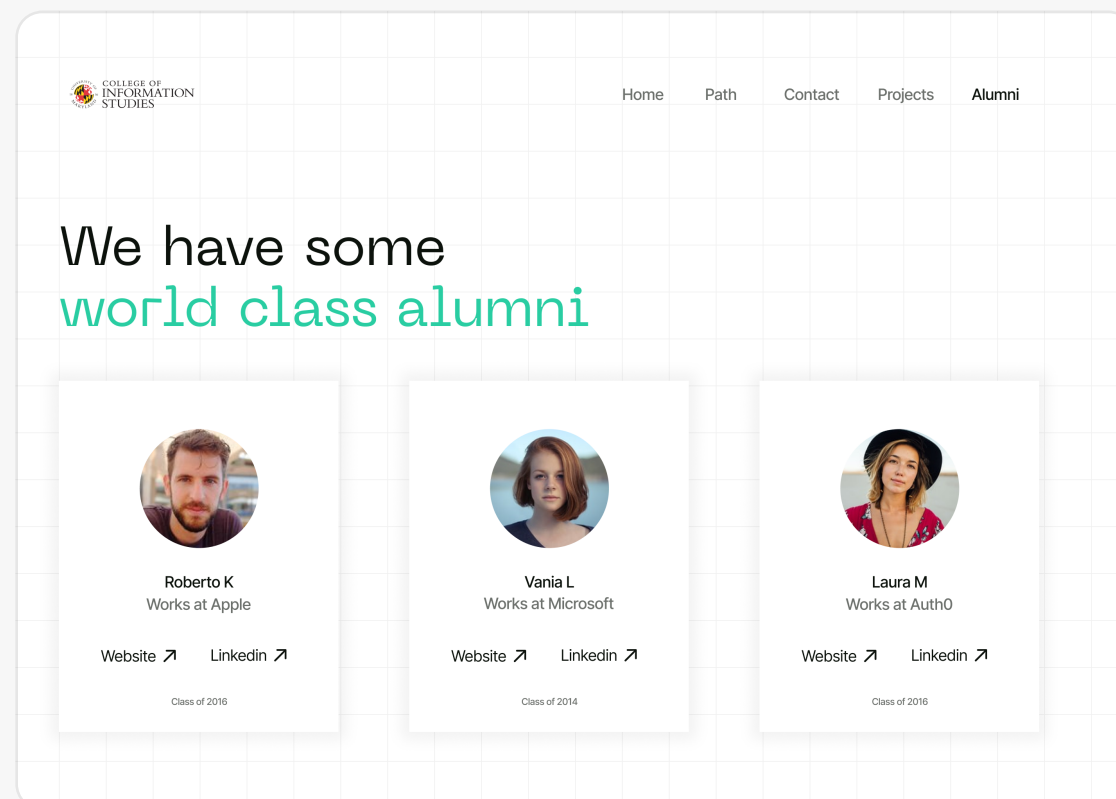 COLLEGE OF
INFORMATION
STUDIES
Home Path Contact Projects Alumni
We have some
world class alumni
Roberto K
Works at Apple
Website Linkedin
Class of 2016
Vania L
Works at Microsoft
Website Linkedin
Class of 2014
Laura M
Works at Auth0
Website Linkedin
Class of 2016